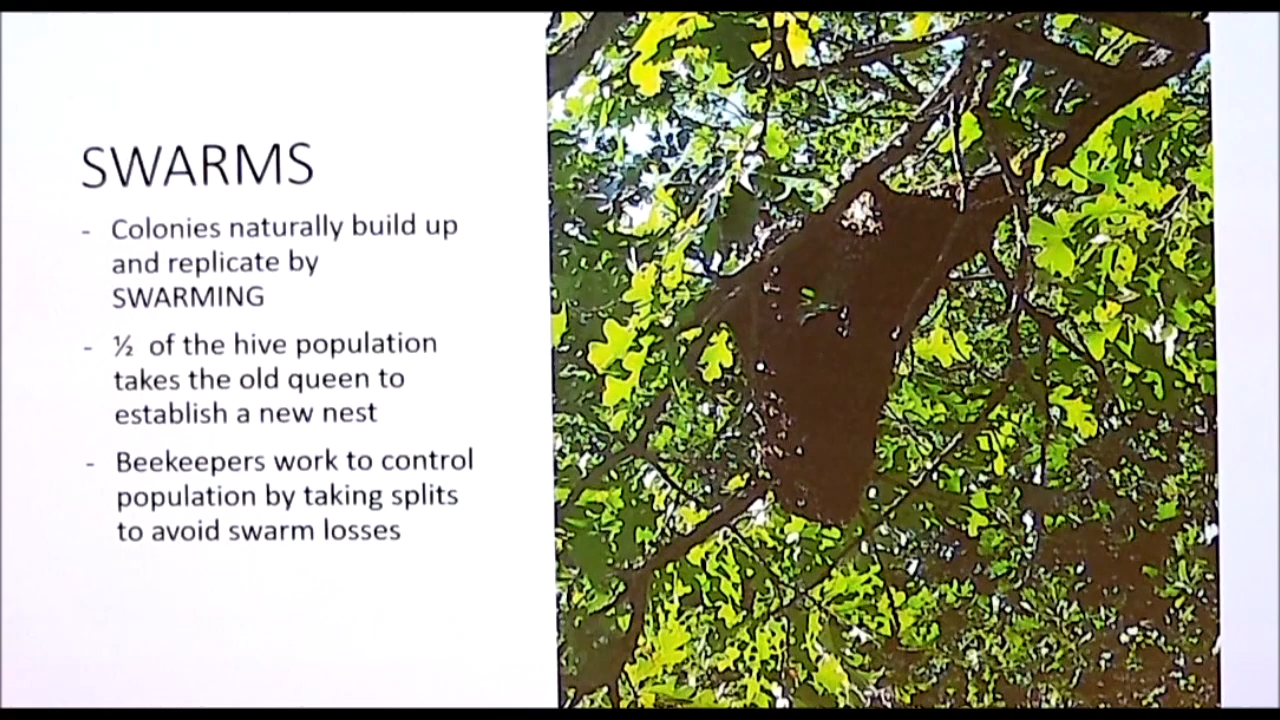 SWARMS
- Colonies naturally build up
and replicate by
SWARMING
- ½ of the hive population
takes the old queen to
establish a new nest
- Beekeepers work to control
population by taking splits
to avoid swarm losses